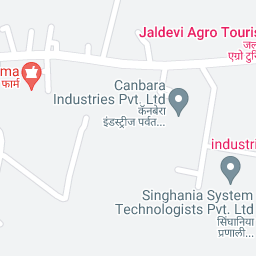 Jaldevi Agro Touris
जल
एग्रो टुनि
ma
फार्म
Canbara
Industries Pvt. Ltd
कॅनबेरा
इंडस्ट्रीज पर्वत...
industri
Singhania System
Technologists Pvt. Ltd
सिंघानिया
प्रणाली...